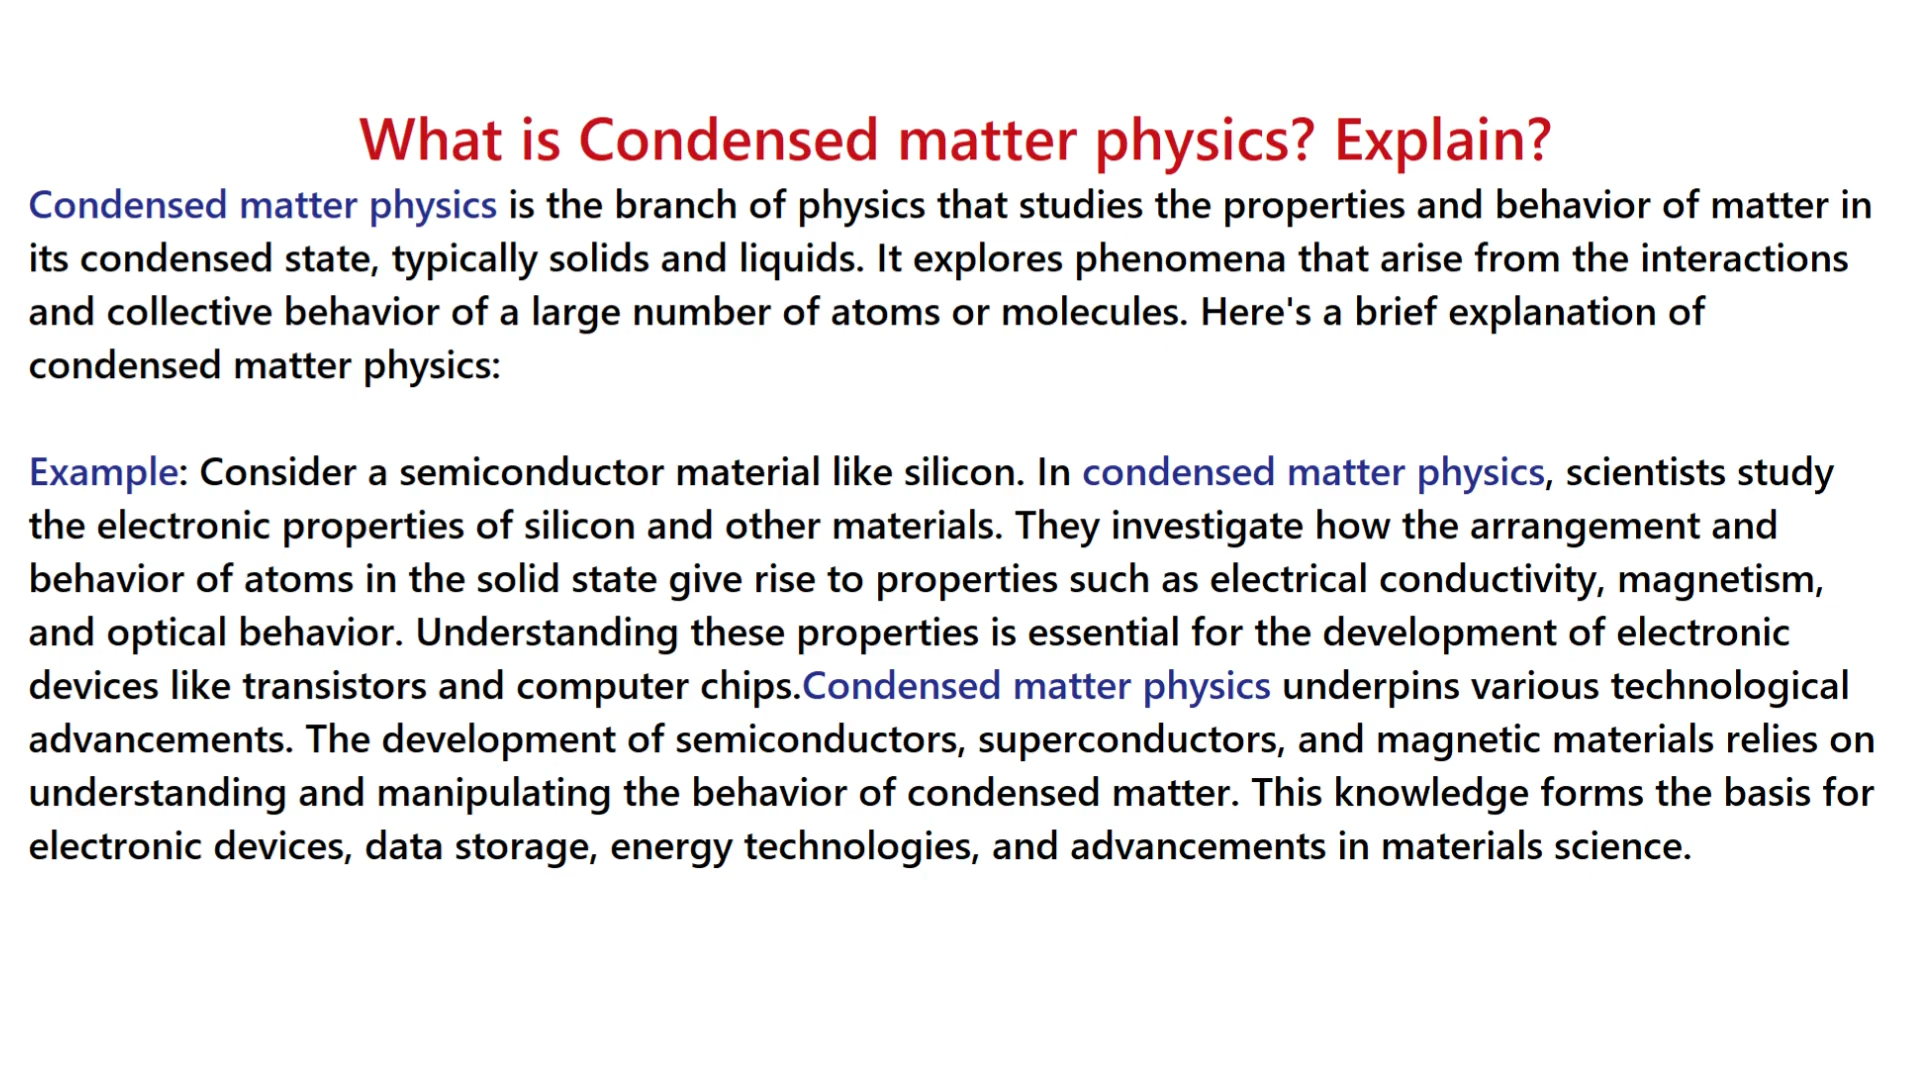 What is Condensed matter physics? Explain?
Condensed matter physics is the branch of physics that studies the properties and behavior of matter in
its condensed state, typically solids and liquids. It explores phenomena that arise from the interactions
and collective behavior of a large number of atoms or molecules. Here's a brief explanation of
condensed matter physics:
Example: Consider a semiconductor material like silicon. In condensed matter physics, scientists study
the electronic properties of silicon and other materials. They investigate how the arrangement and
behavior of atoms in the solid state give rise to properties such as electrical conductivity, magnetism,
and optical behavior. Understanding these properties is essential for the development of electronic
devices like transistors and computer chips.Condensed matter physics underpins various technological
advancements. The development of semiconductors, superconductors, and magnetic materials relies on
understanding and manipulating the behavior of condensed matter. This knowledge forms the basis for
electronic devices, data storage, energy technologies, and advancements in materials science.